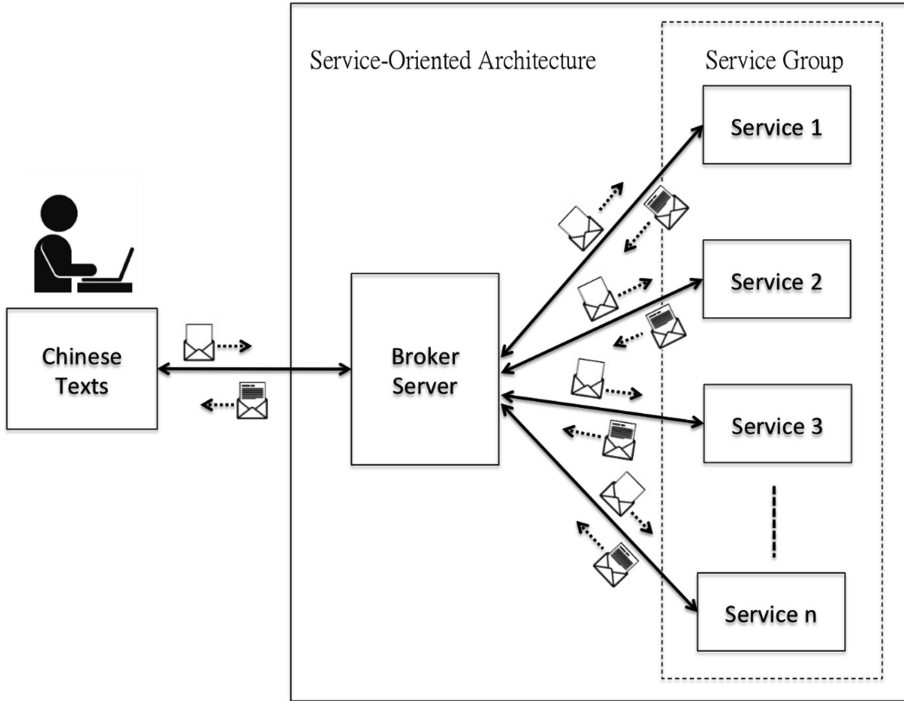 Service-Oriented Architecture
Service Group
Service 1
Service 2
Chinese
Texts
Broker
Server
Service 3
Service n